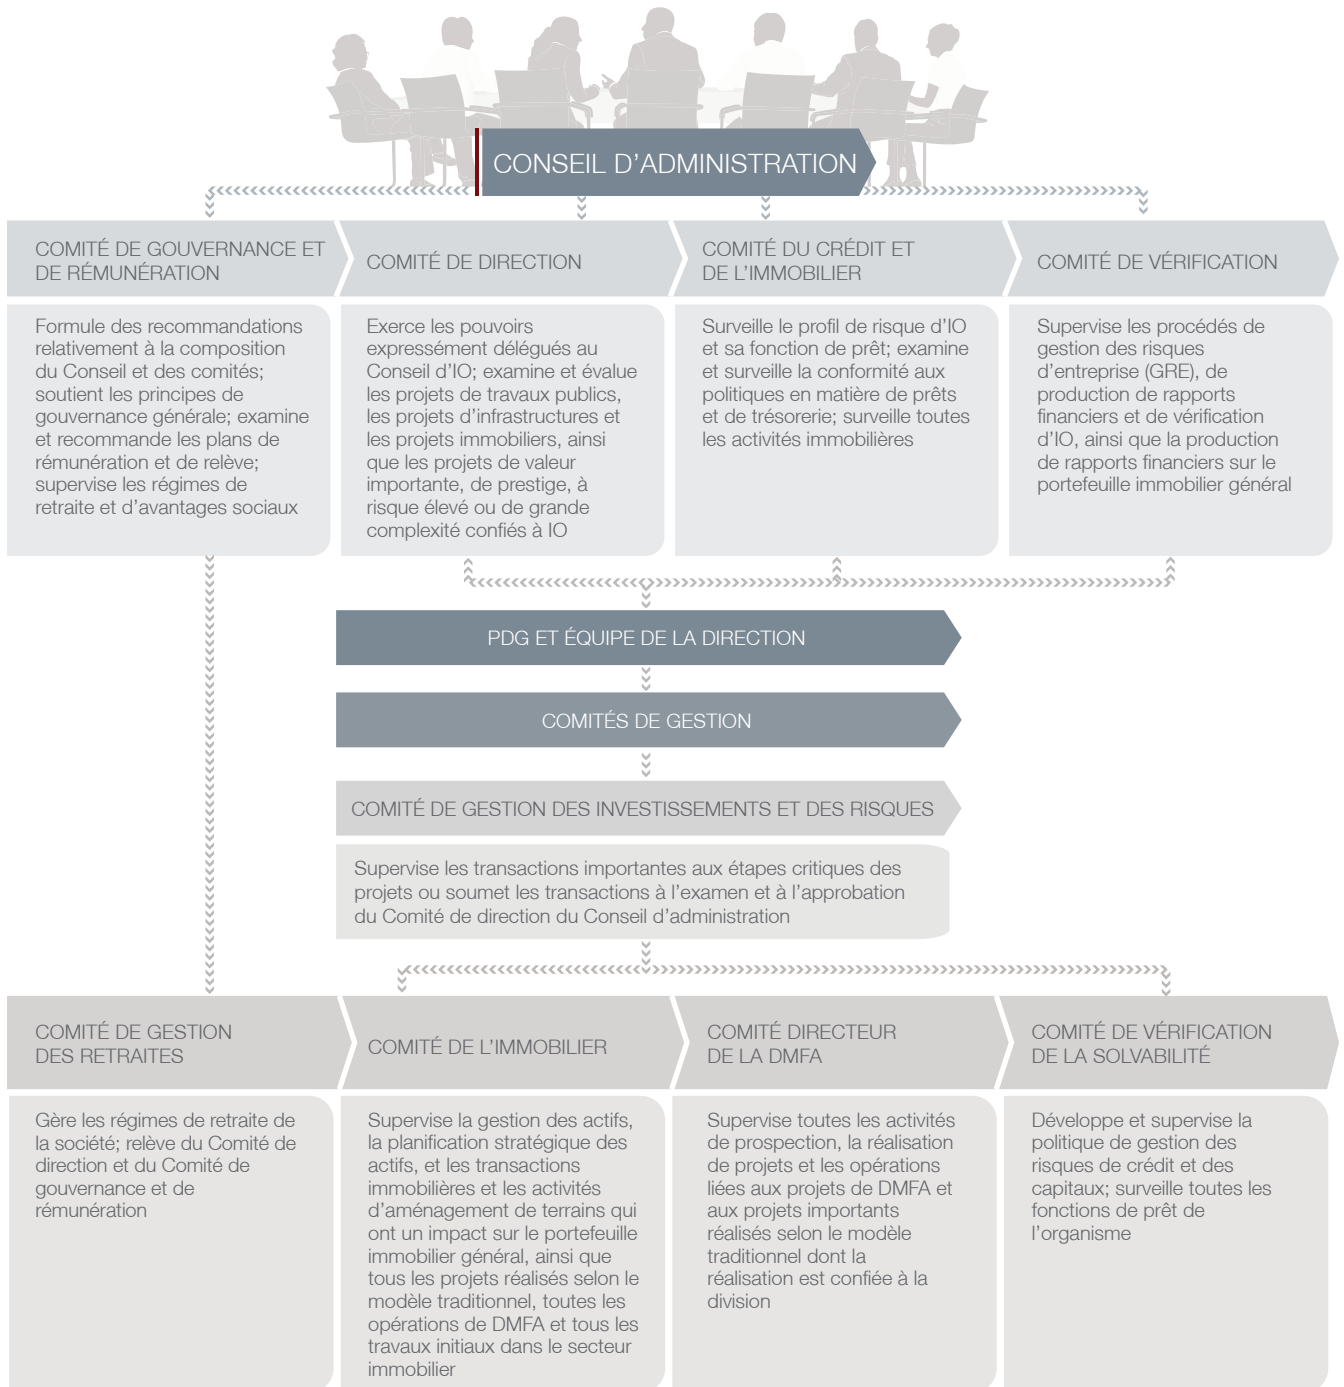 CONSEIL D’ADMINISTRATION
COMITÉ DE GOUVERNANCE ET
DE RÉMUNÉRATION
Formule des recommandations
relativement à la composition
du Conseil et des comités;
soutient les principes de
gouvernance générale; examine
et recommande les plans de
rémunération et de relève;
supervise les régimes de
retraite et d’avantages sociaux
COMITÉ DE DIRECTION
Exerce les pouvoirs
expressément délégués au
Conseil d’IO; examine et évalue
les projets de travaux publics,
les projets d’infrastructures et
les projets immobiliers, ainsi
que les projets de valeur
importante, de prestige, à
risque élevé ou de grande
complexité confiés à IO
COMITÉ DU CRÉDIT ET
DE L’IMMOBILIER
Surveille le profil de risque d’IO
et sa fonction de prêt; examine
et surveille la conformité aux
politiques en matière de prêts
et de trésorerie; surveille toutes
les activités immobilières
COMITÉ DE VÉRIFICATION
Supervise les procédés de
gestion des risques
d’entreprise (GRE), de
production de rapports
financiers et de vérification
d’IO, ainsi que la production
de rapports financiers sur le
portefeuille immobilier général
PDG ET ÉQUIPE DE LA DIRECTION
COMITÉS DE GESTION
COMITÉ DE GESTION DES INVESTISSEMENTS ET DES RISQUES
Supervise les transactions importantes aux étapes critiques des
projets ou soumet les transactions à l’examen et à l’approbation
du Comité de direction du Conseil d’administration
COMITÉ DE GESTION
DES RETRAITES
Gère les régimes de retraite de
la société; relève du Comité de
direction et du Comité de
gouvernance et de
rémunération
COMITÉ DE L’IMMOBILIER
Supervise la gestion des actifs,
la planification stratégique des
actifs, et les transactions
immobilières et les activités
d’aménagement de terrains qui
ont un impact sur le portefeuille
immobilier général, ainsi que
tous les projets réalisés selon le
modèle traditionnel, toutes les
opérations de DMFA et tous les
travaux initiaux dans le secteur
immobilier
COMITÉ DIRECTEUR
DE LA DMFA
Supervise toutes les activités
de prospection, la réalisation
de projets et les opérations
liées aux projets de DMFA et
aux projets importants
réalisés selon le modèle
traditionnel dont la
réalisation est confiée à la
division
COMITÉ DE VÉRIFICATION
DE LA SOLVABILITÉ
Développe et supervise la
politique de gestion des
risques de crédit et des
capitaux; surveille toutes les
fonctions de prêt de
l’organisme